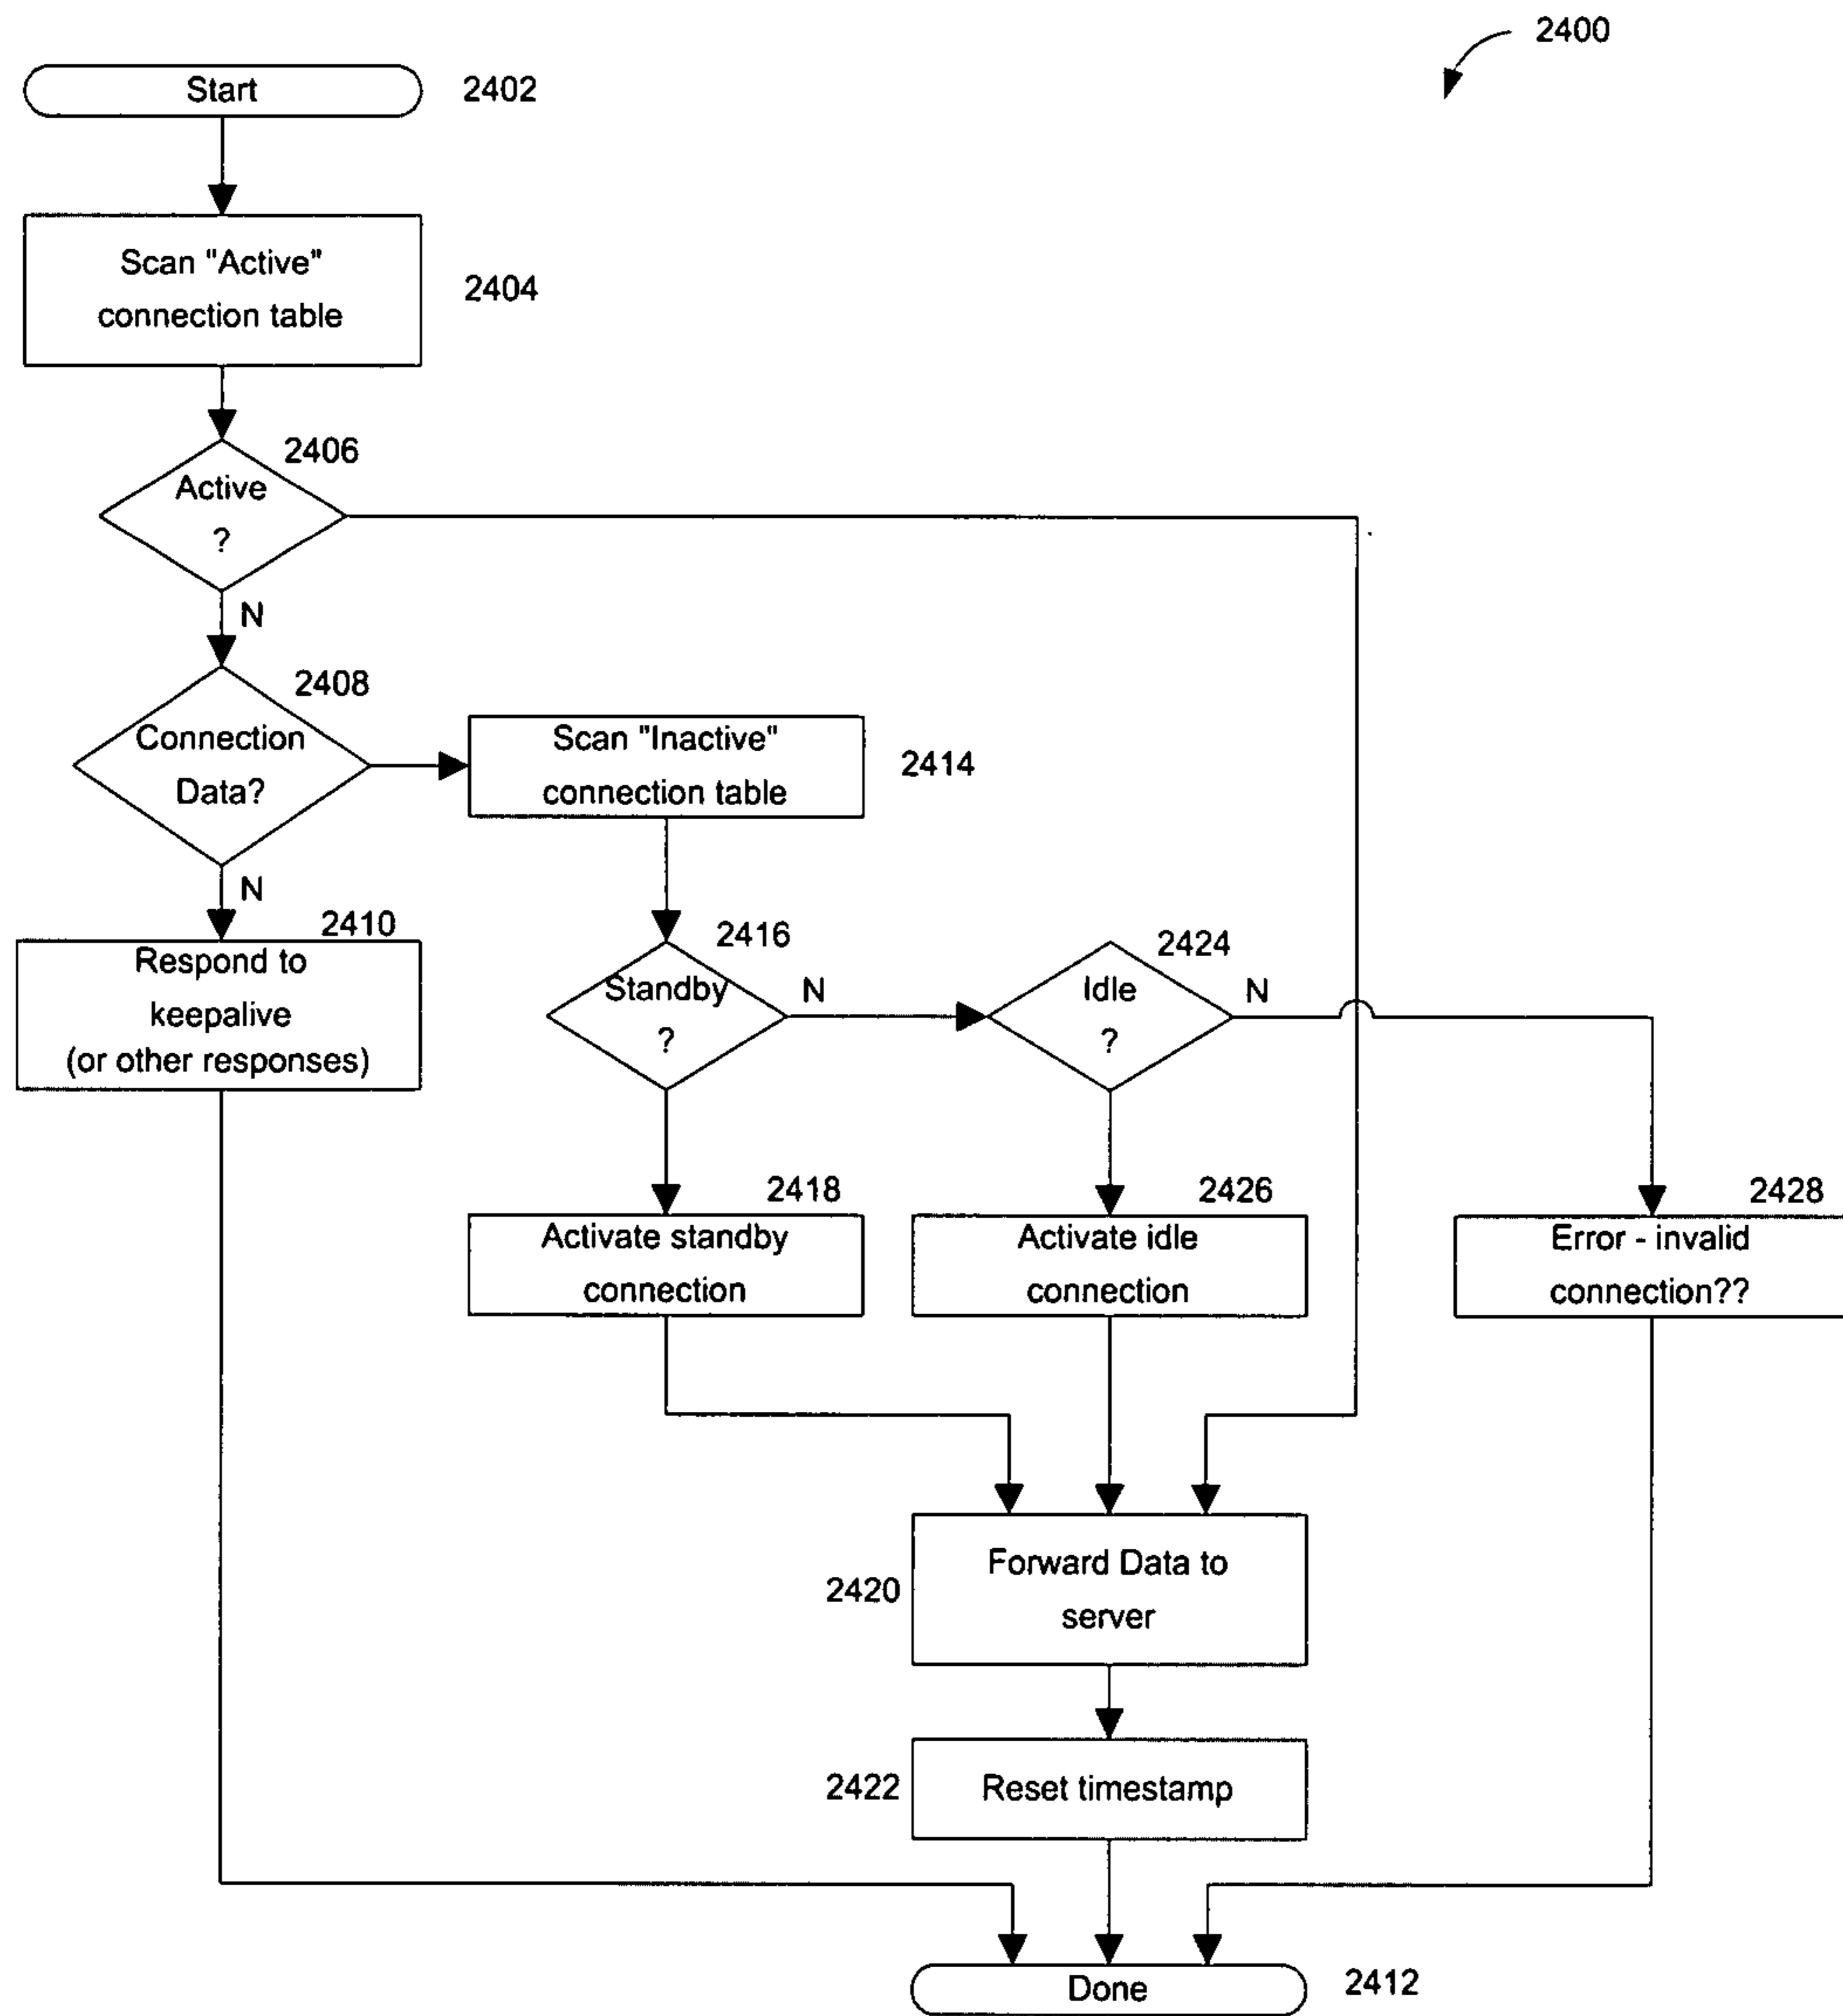 2400
Start
2402
Scan "Active"
connection table
2404
2406
Active
?
N
2408
Connection
Data?
Scan "Inactive"
connection table
2414
N
2410
Respond to
keepalive
(or other responses)
2416
Standby
?
N
2424
Idle
?
N
2418
Activate standby
connection
2426
Activate idle
connection
2428
Error - invalid
connection??
2420
Forward Data to
server
2422
Reset timestamp
Done
2412